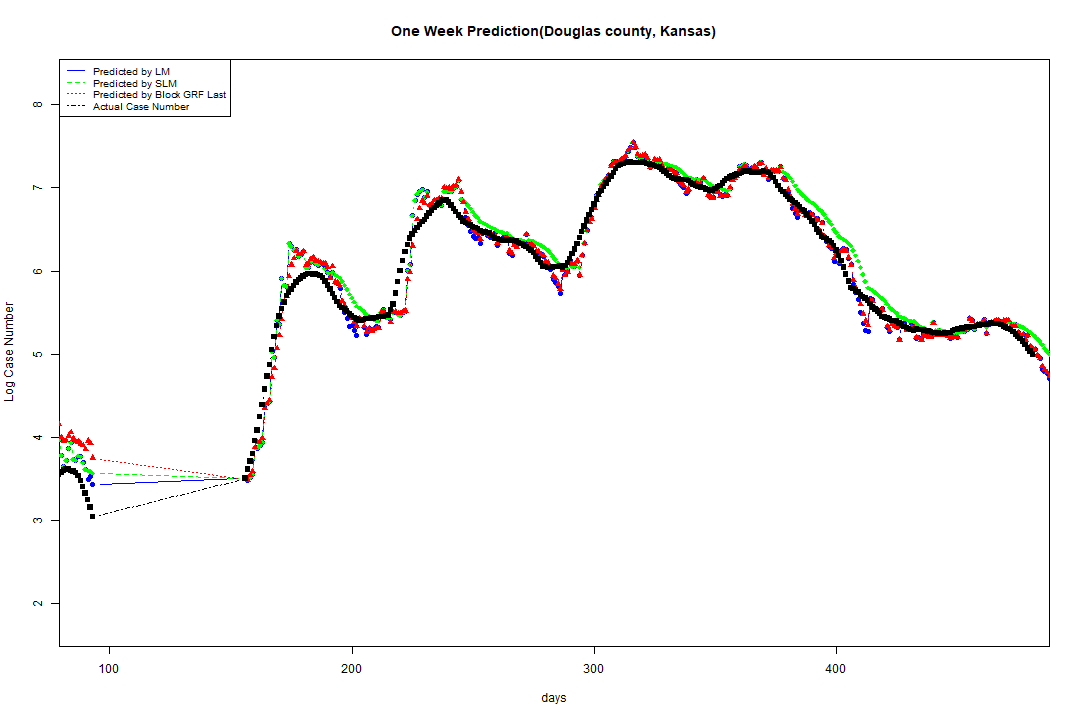 One Week Prediction(Douglas county, Kansas)
Predicted by LM
Predicted by SLM
Predicted by Block GRF Last
Actual Case Number
8
7
6
5
4
3
2
Log Case Number
100 200 300 400
days